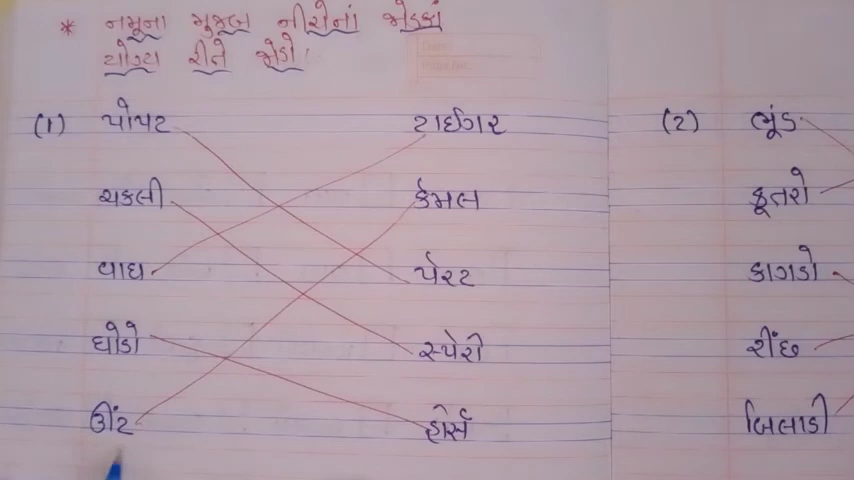 * નમૂના મુજબ નીચેનાં જોડકાં
યોગ્ય રીતે જોડો:
(1) પોપટ ટાઈગર
ચકલી કેમલ
વાઘ પેરટ
ઘોડો સ્પેરો
ઊંટ હોર્સ
(2) ભૂંડ
કૂતરો
કાગડો
રીંછ
બિલાડી